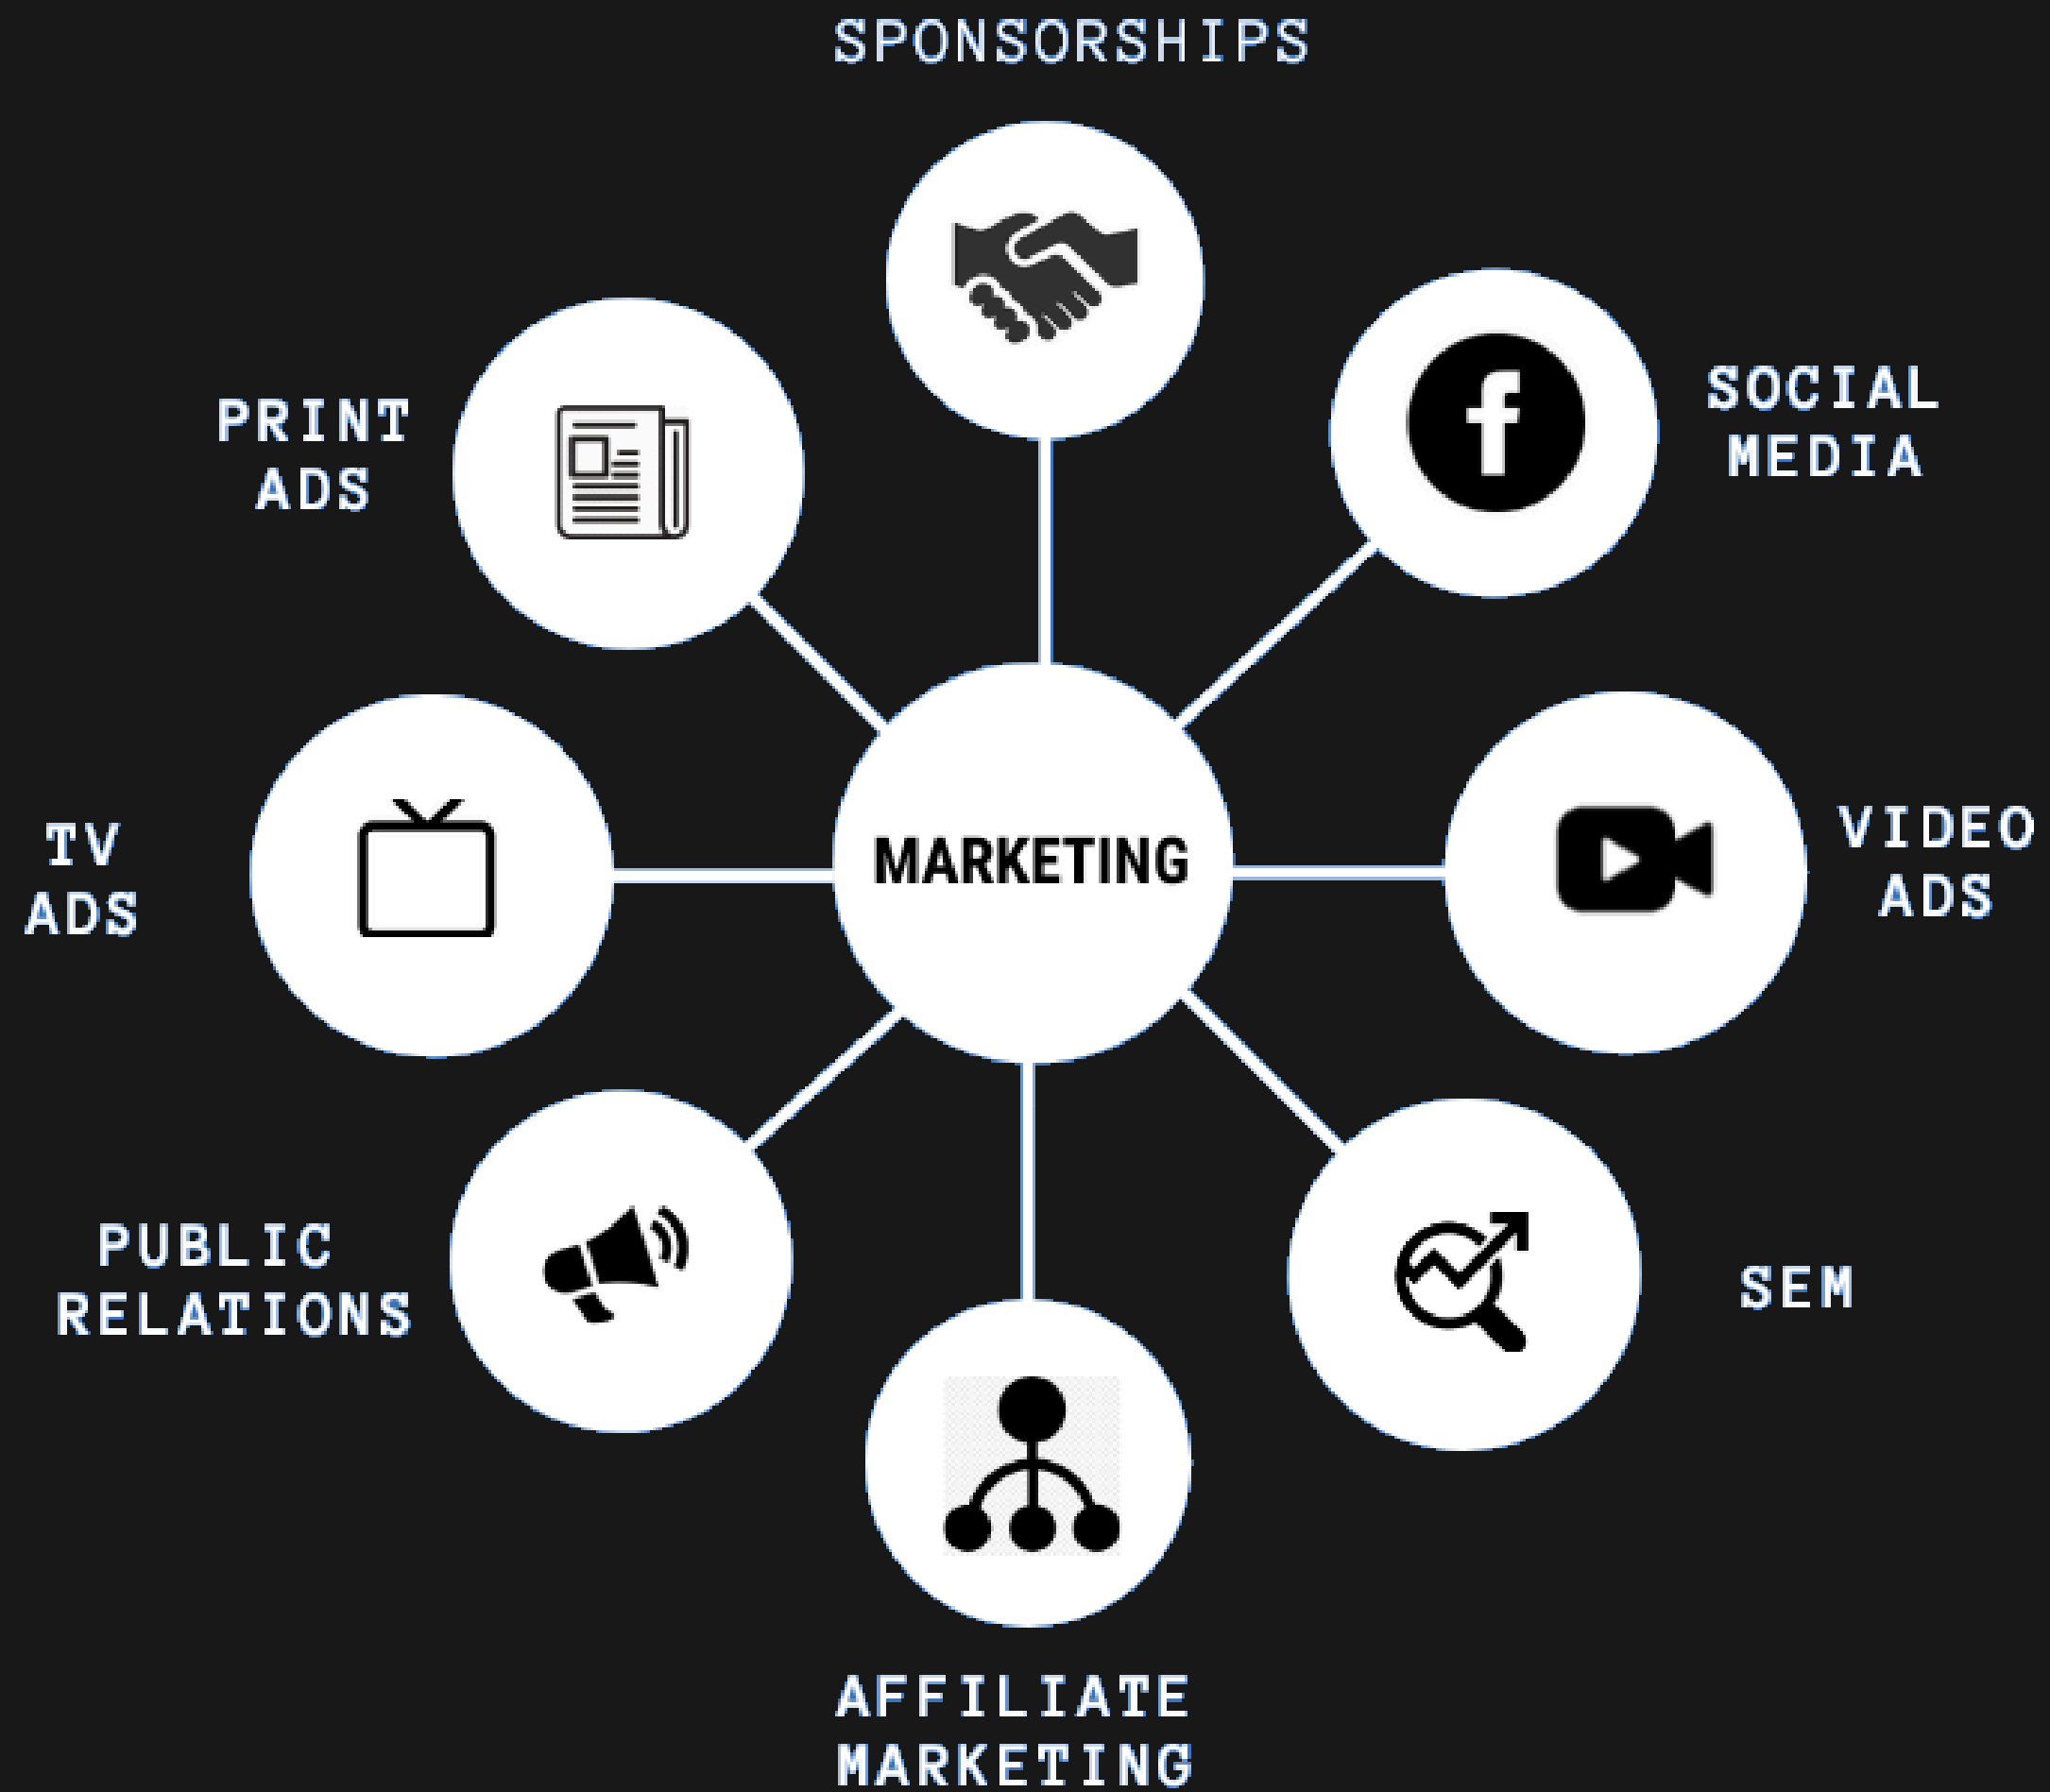 SPONSORSHIPS
SOCIAL
MEDIA
PRINT
ADS
VIDEO
ADS
TV
ADS
MARKETING
PUBLIC
RELATIONS
SEM
AFFILIATE
MARKETING